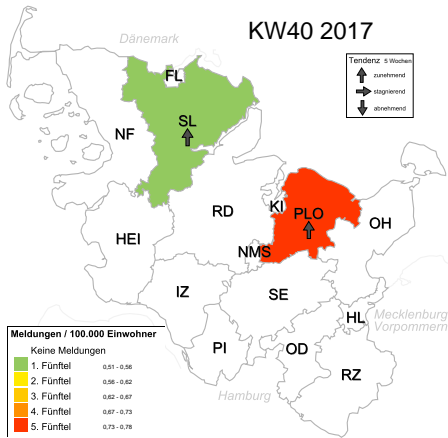 KW40 2017
Dänemark
Tendenz 5 Wochen
zunehmend
stagnierend
abnehmend
FL
SL
NF
KI
PLO
OH
RD
HEI
NMS
IZ
SE
HL
Mecklenburg
Vorpommern
PI
OD
RZ
Hamburg
Meldungen / 100.000 Einwohner
Keine Meldungen
1. Fünftel 0,51 - 0,56
2. Fünftel 0,56 - 0,62
3. Fünftel 0,62 - 0,67
4. Fünftel 0,67 - 0,73
5. Fünftel 0,73 - 0,78